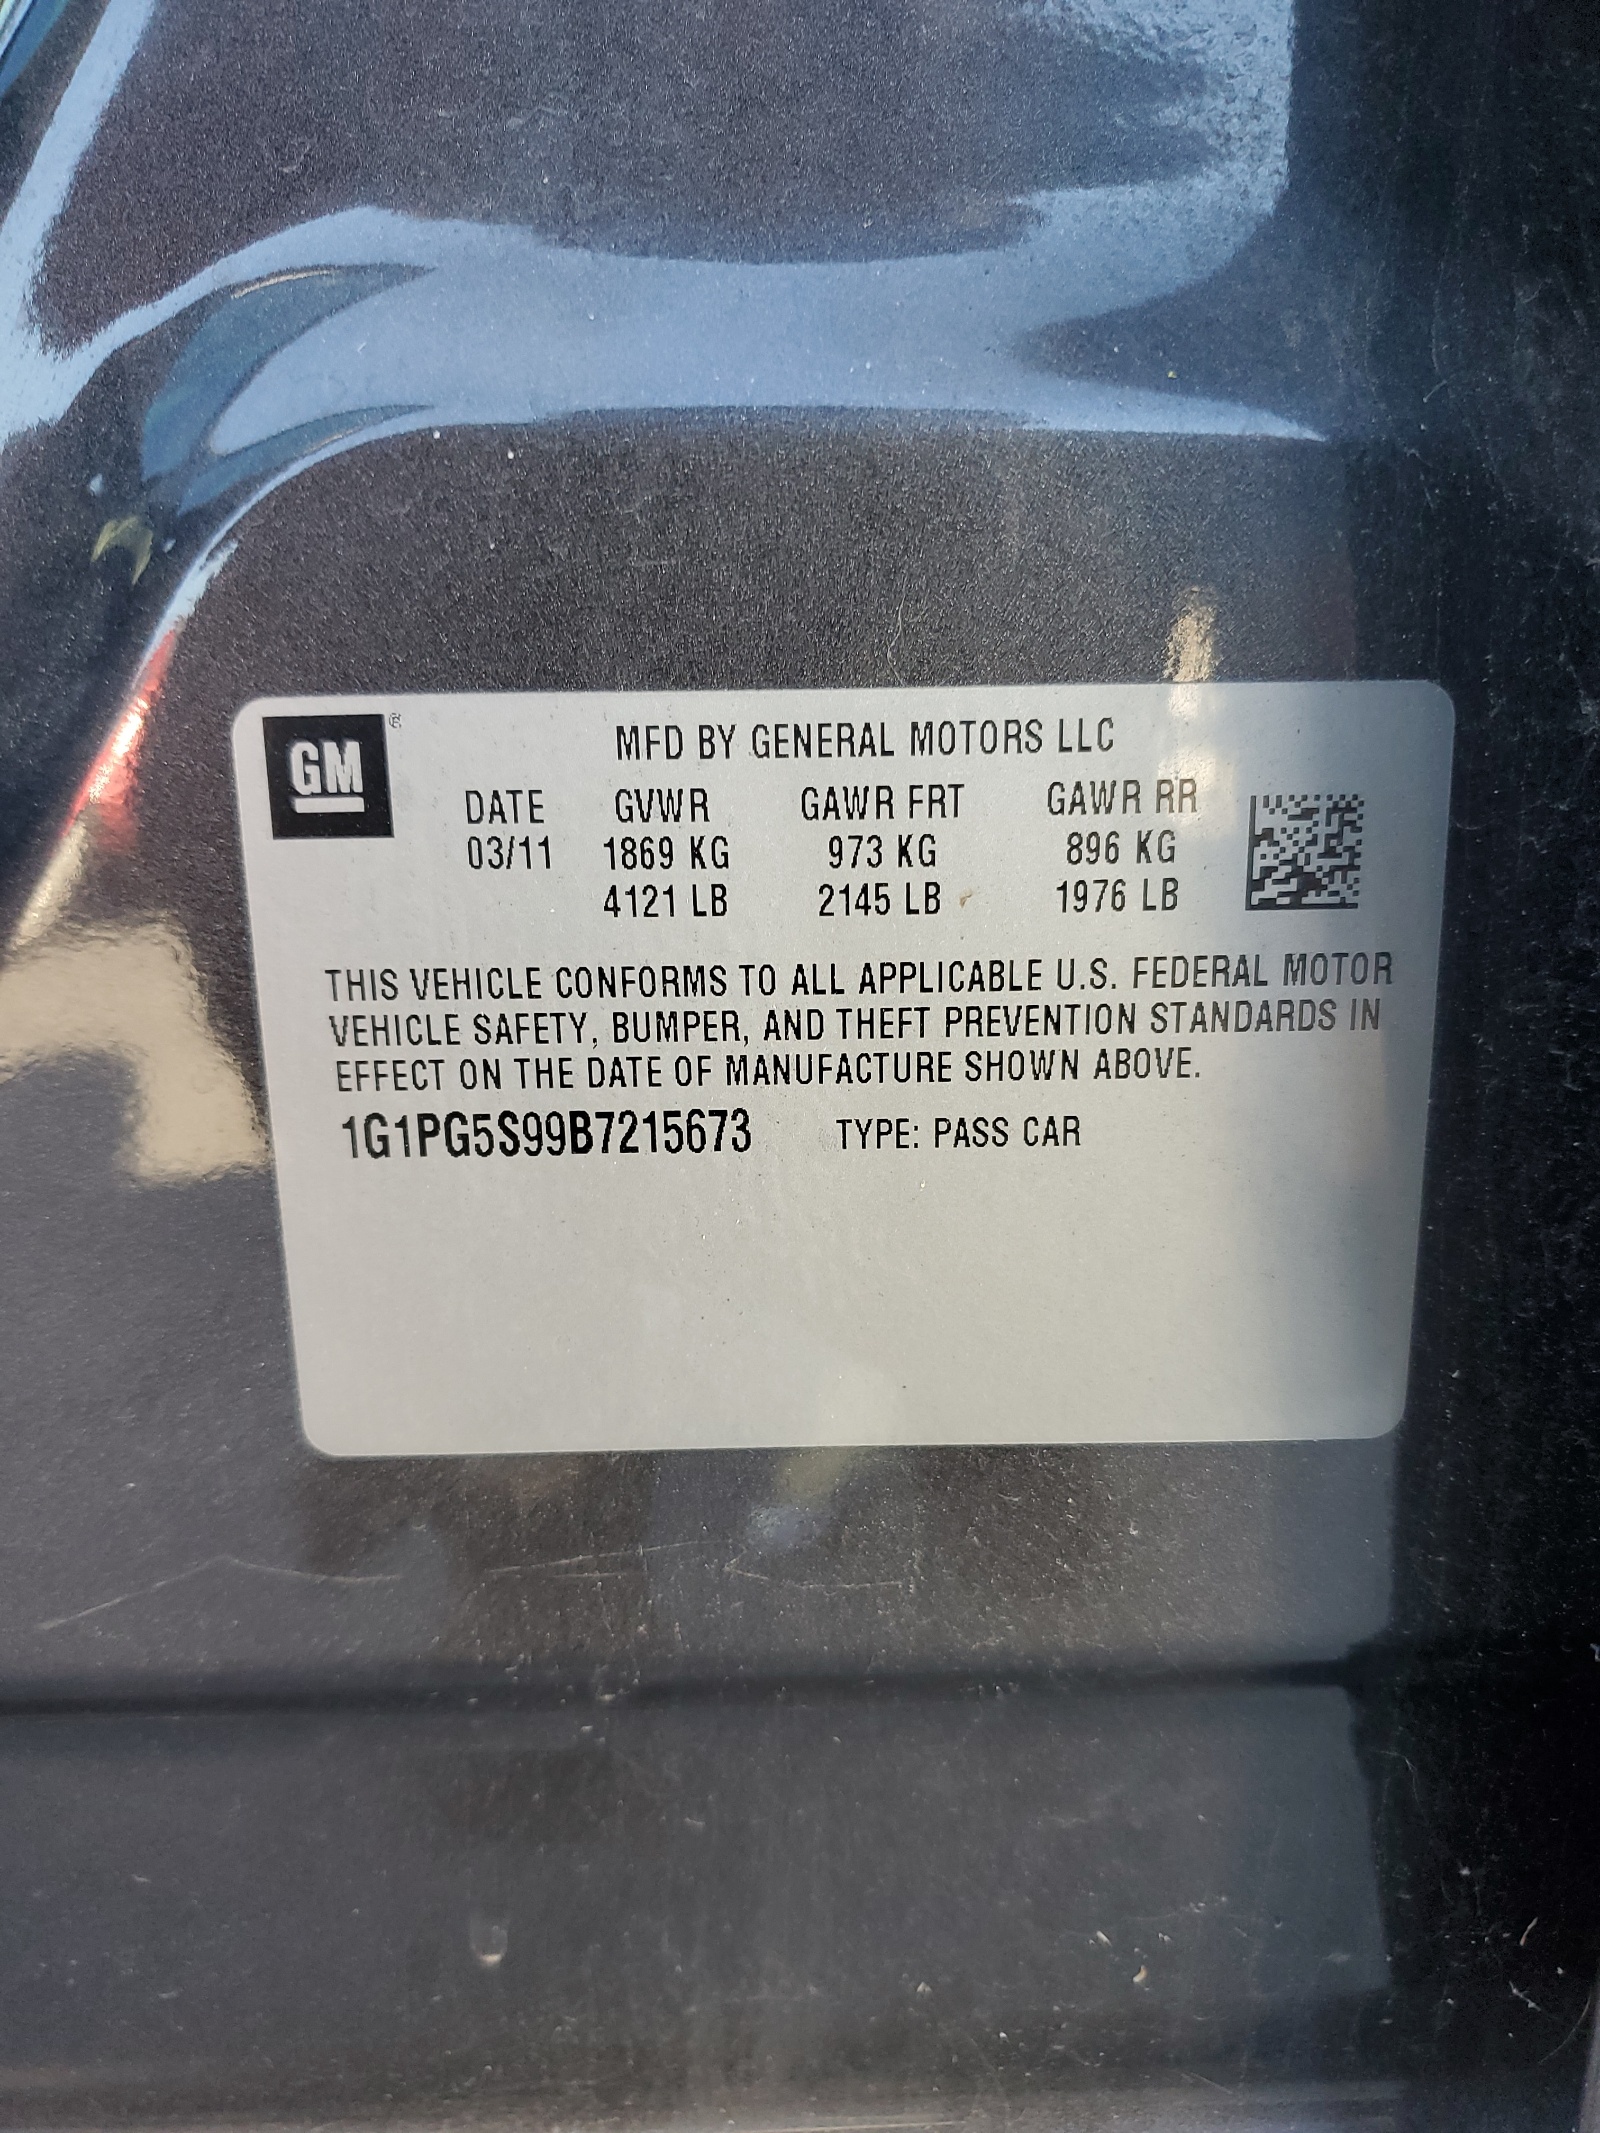 GM ®
MFD BY GENERAL MOTORS LLC
DATE GVWR GAWR FRT GAWR RR
03/11 1869 KG 973 KG 896 KG
4121 LB 2145 LB 1976 LB
THIS VEHICLE CONFORMS TO ALL APPLICABLE U.S. FEDERAL MOTOR
VEHICLE SAFETY, BUMPER, AND THEFT PREVENTION STANDARDS IN
EFFECT ON THE DATE OF MANUFACTURE SHOWN ABOVE.
1G1PG5S99B7215673 TYPE: PASS CAR